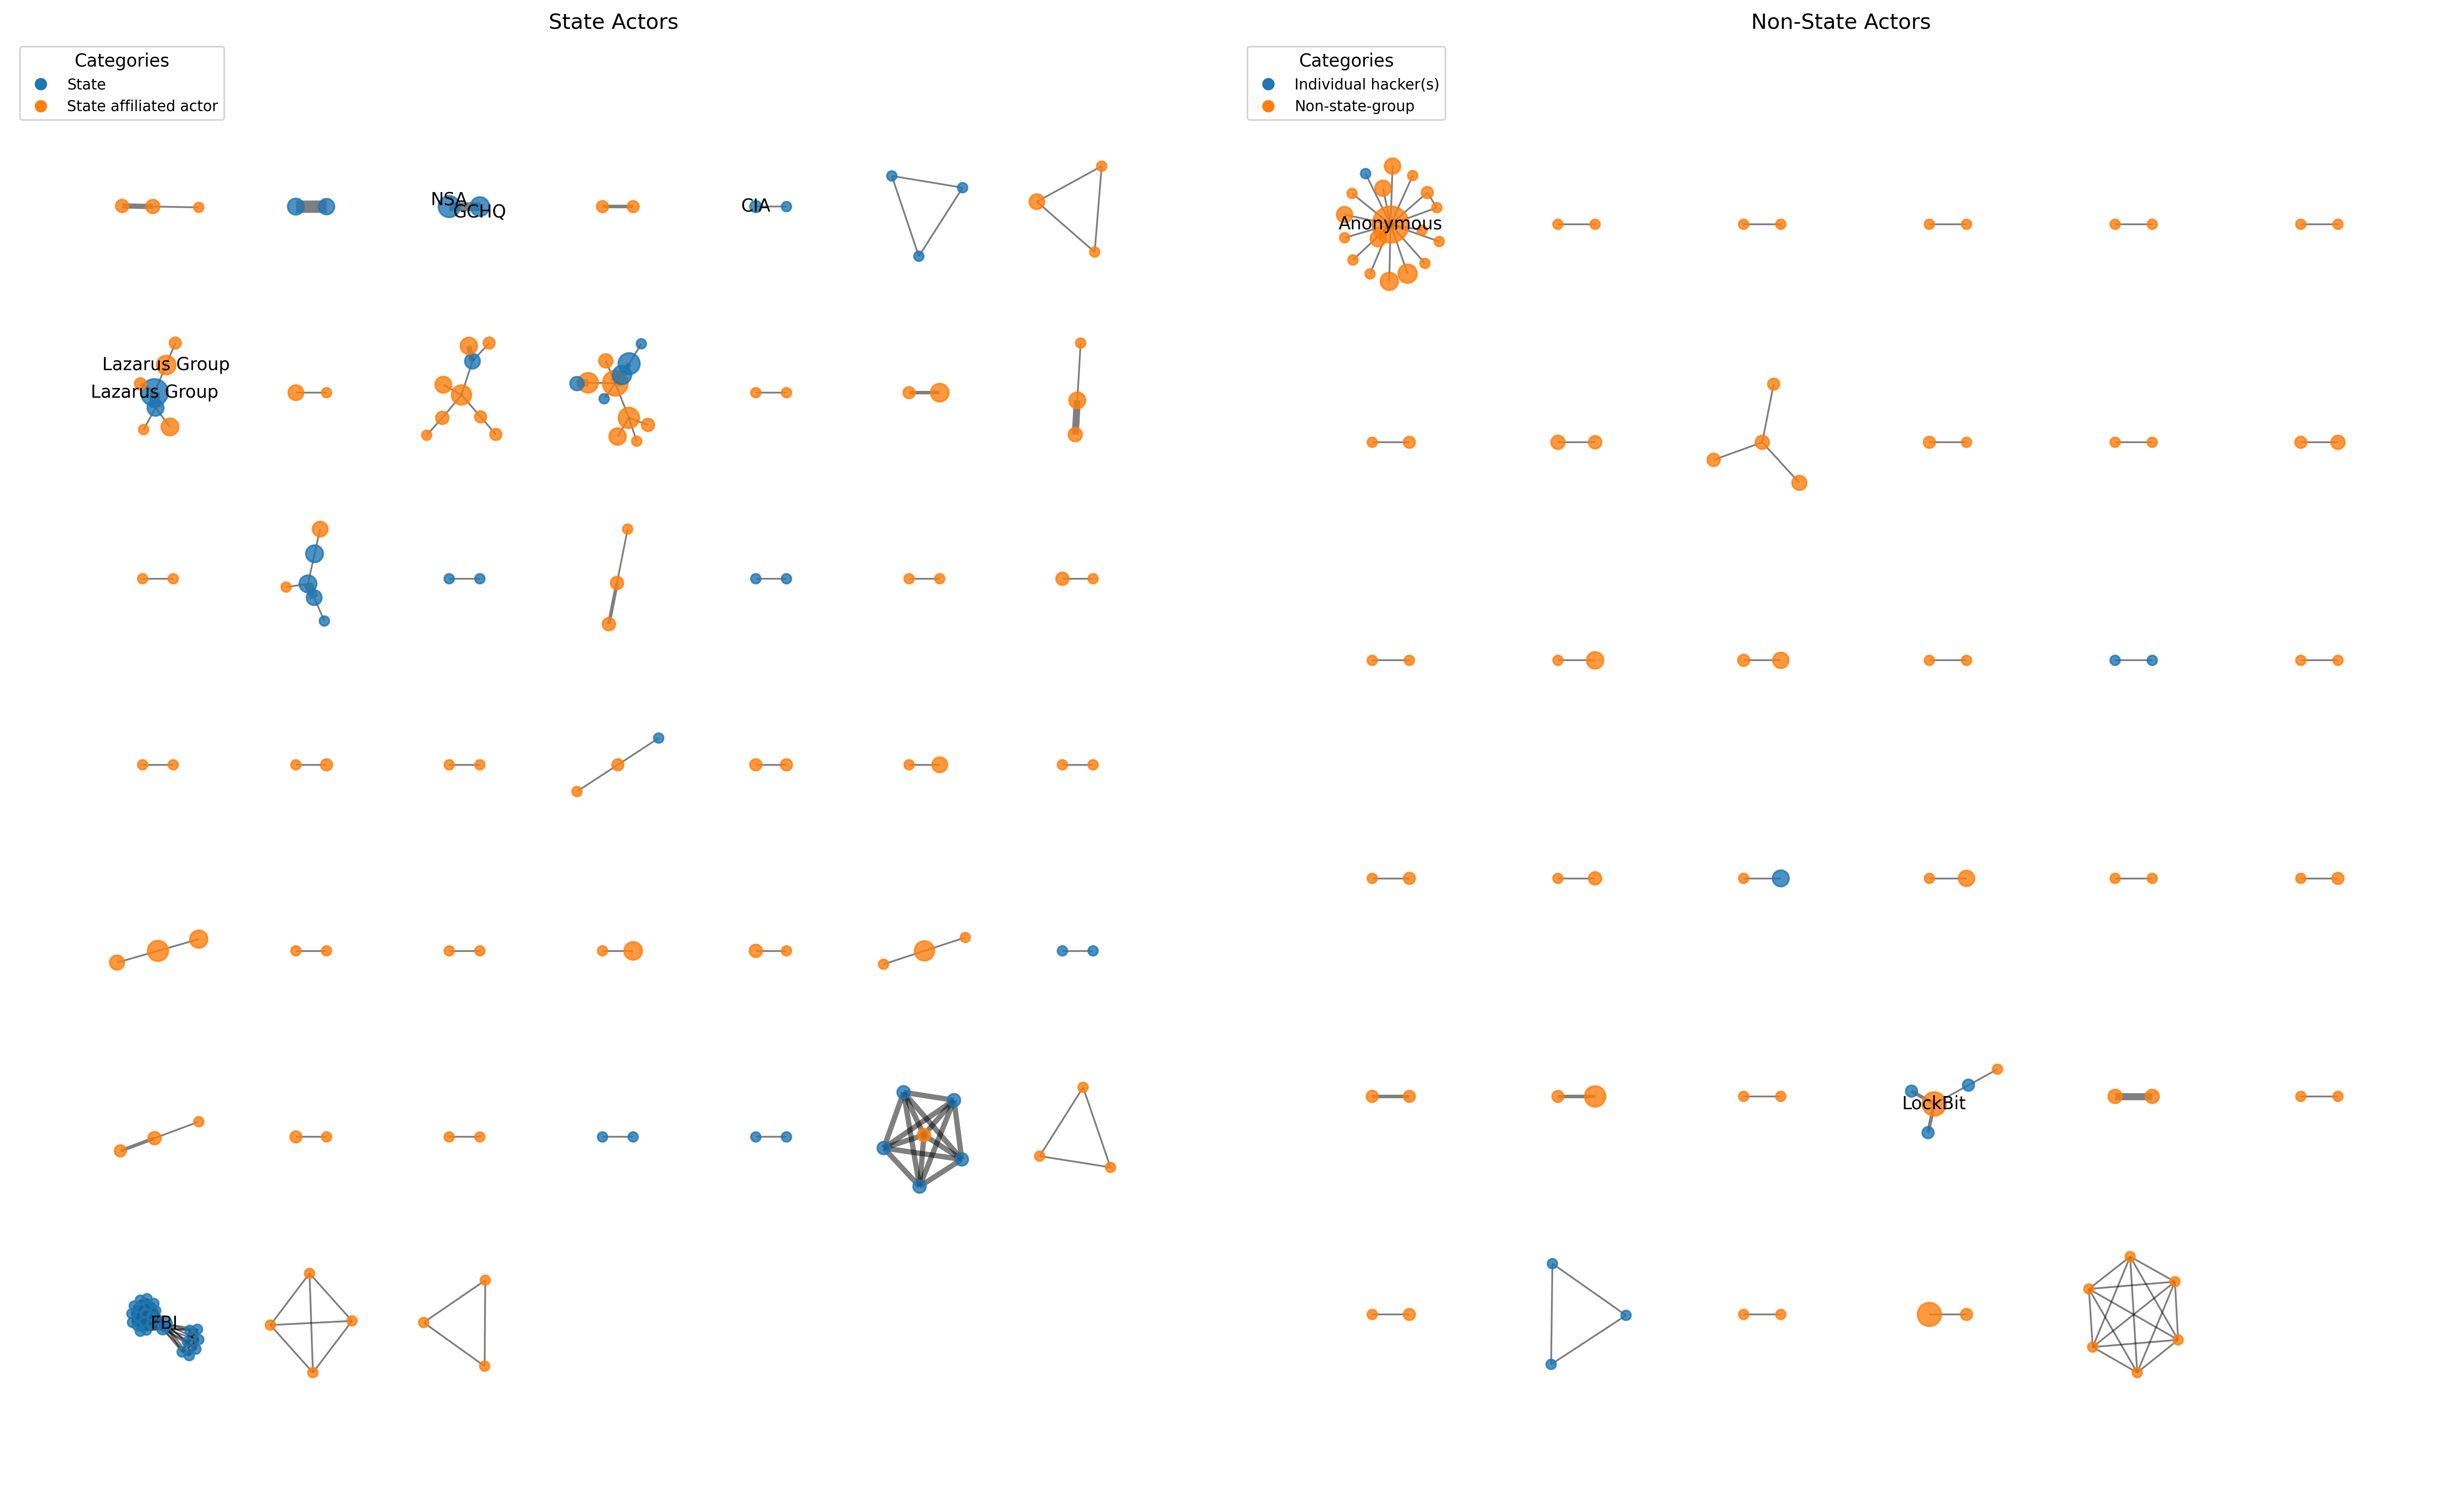 State Actors
Categories
State
State affiliated actor
NSA
GCHQ
CIA
Lazarus Group
Lazarus Group
FBI
Non-State Actors
Categories
Individual hacker(s)
Non-state-group
Anonymous
LockBit